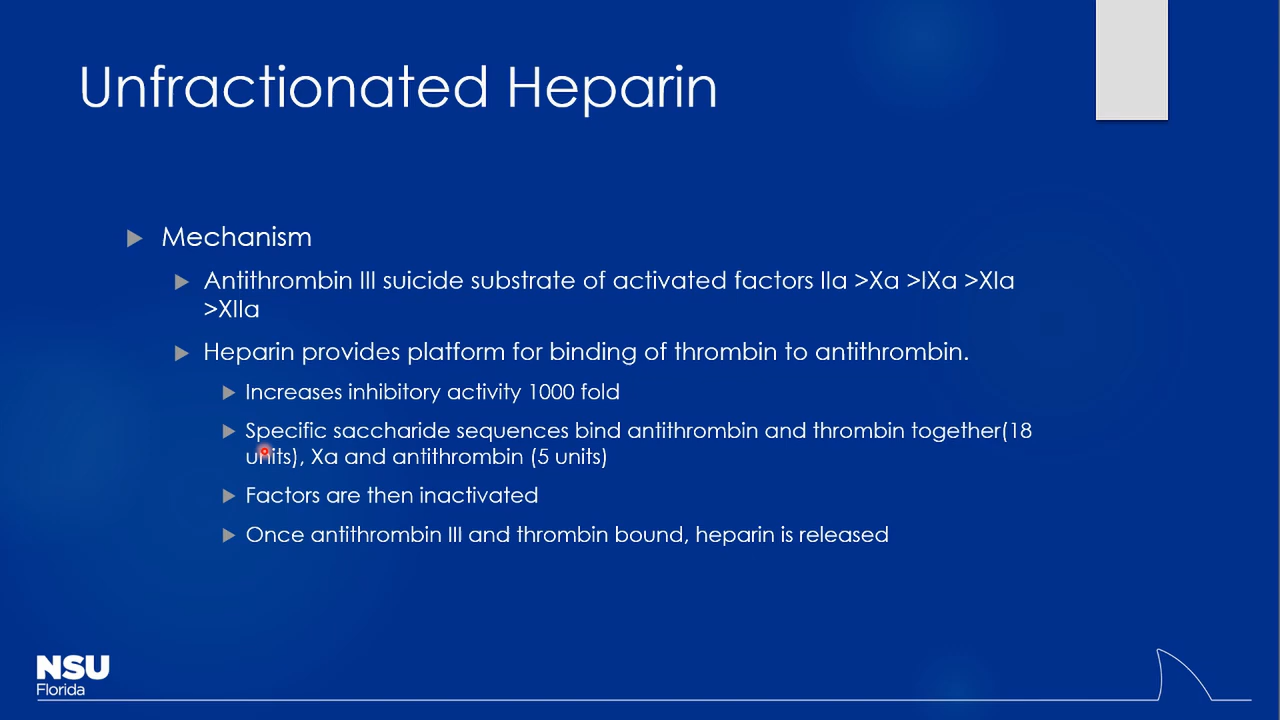 Unfractionated Heparin
Mechanism
Antithrombin III suicide substrate of activated factors IIa >Xa >IXa >XIa
>XIIa
Heparin provides platform for binding of thrombin to antithrombin.
Increases inhibitory activity 1000 fold
Specific saccharide sequences bind antithrombin and thrombin together(18
units), Xa and antithrombin (5 units)
Factors are then inactivated
Once antithrombin III and thrombin bound, heparin is released
NSU
Florida